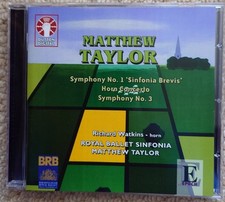 MATTHEW
TAYLOR
Symphony No. 1 'Sinfonia Brevis'
Horn Concerto
Symphony No. 3
Richard Watkins - horn
ROYAL BALLET SINFONIA
MATTHEW TAYLOR
BRB
E